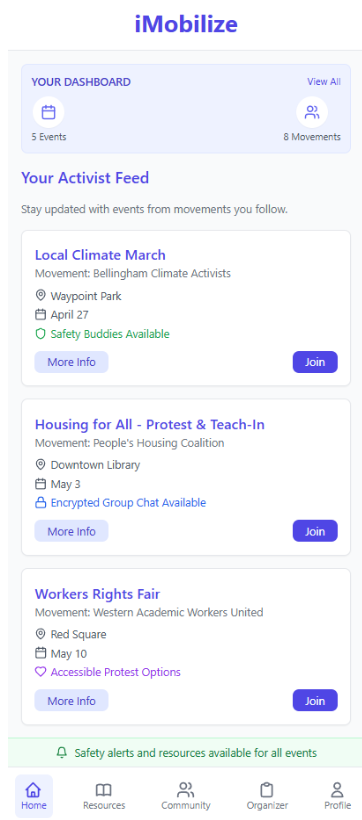 iMobilize
YOUR DASHBOARD View All
5 Events 8 Movements
Your Activist Feed
Stay updated with events from movements you follow.
Local Climate March
Movement: Bellingham Climate Activists
Waypoint Park
April 27
Safety Buddies Available
More Info Join
Housing for All - Protest & Teach-In
Movement: People's Housing Coalition
Downtown Library
May 3
Encrypted Group Chat Available
More Info Join
Workers Rights Fair
Movement: Western Academic Workers United
Red Square
May 10
Accessible Protest Options
More Info Join
Safety alerts and resources available for all events
Home Resources Community Organizer Profile